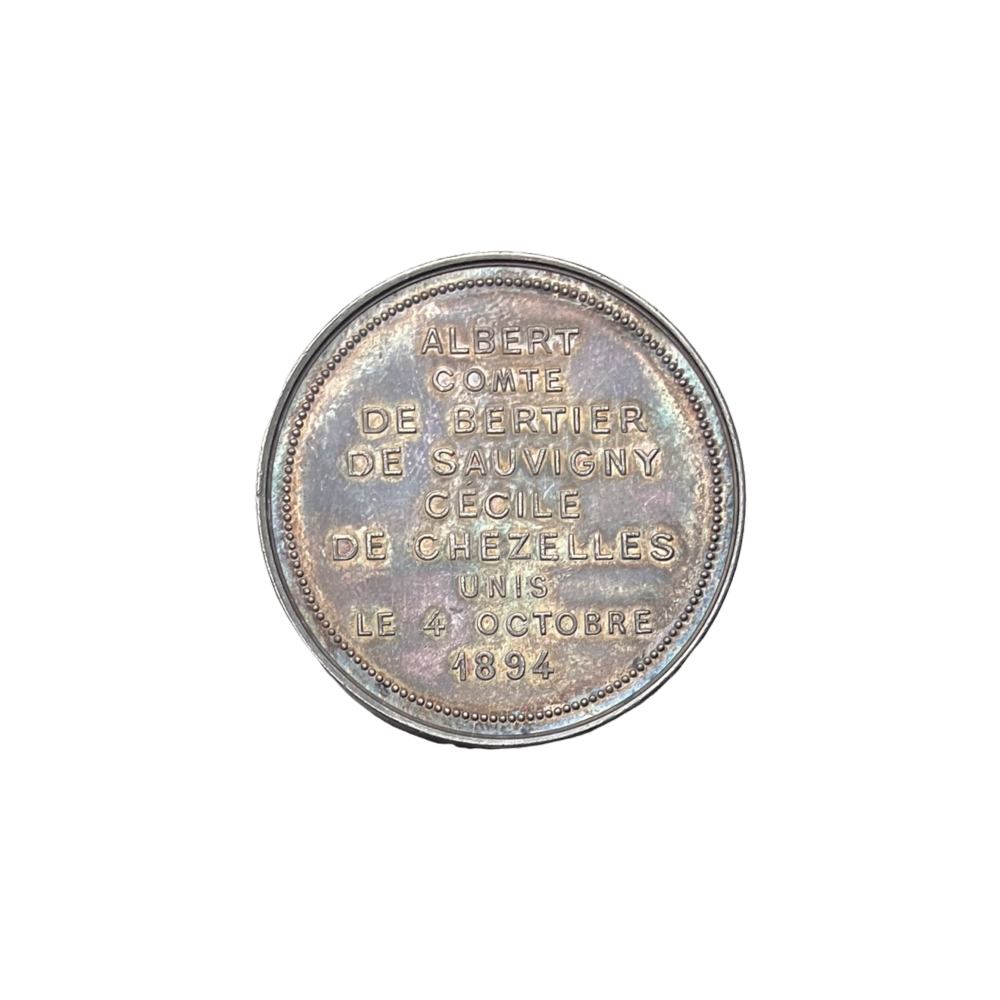 ALBERT
COMTE
DE BERTIER
DE SAUVIGNY
CÉCILE
DE CHEZELLES
UNIS
LE 4 OCTOBRE
1894